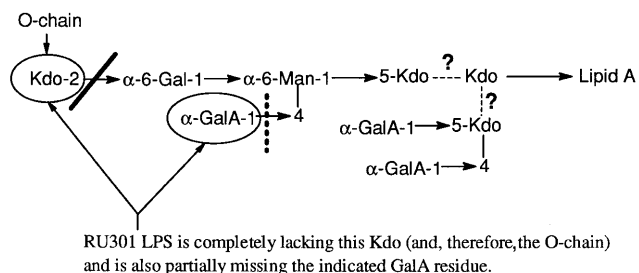 O-chain
Kdo-2 α-6-Gal-1 α-6-Man-1 5-Kdo ? Kdo Lipid A
α-GalA-1 4 ?
α-GalA-1 5-Kdo
α-GalA-1 4
RU301 LPS is completely lacking this Kdo (and, therefore,the O-chain)
and is also partially missing the indicated GalA residue.